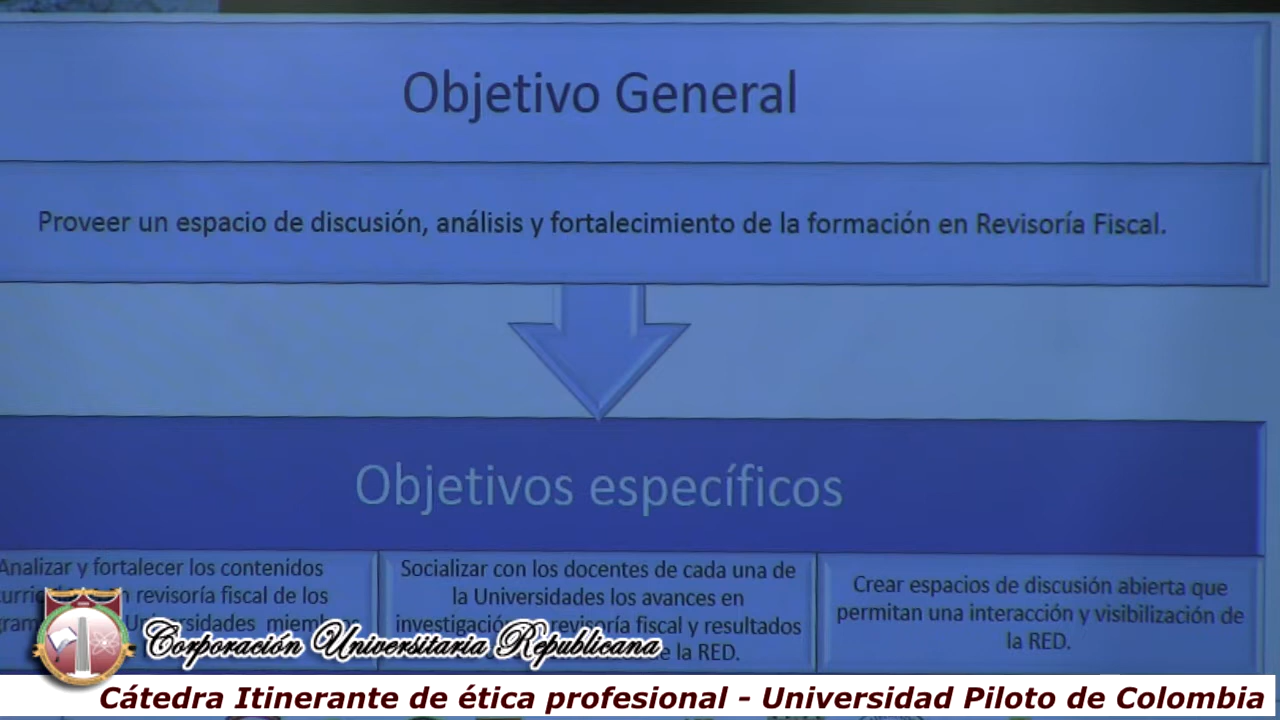 Objetivo General
Proveer un espacio de discusión, análisis y fortalecimiento de la formación en Revisoría Fiscal.
Objetivos específicos
Analizar y fortalecer los contenidos
revisoría fiscal de los
Socializar con los docentes de cada una de
la Universidades los avances en
revisoría fiscal y resultados
la RED.
Crear espacios de discusión abierta que
permitan una interacción y visibilización de
la RED.
Corporación Universitaria Republicana
Cátedra Itinerante de ética profesional - Universidad Piloto de Colombia